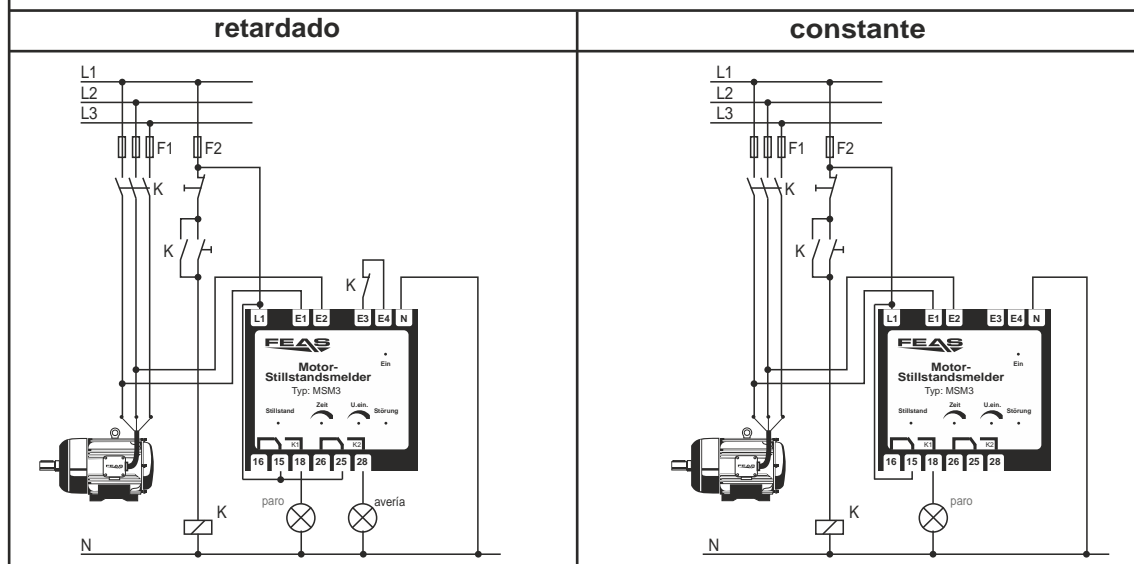 retardado
constante
L1
L2
L3
F1
F2
K
K
K
L1
E1
E2
E3
E4
N
FEAS
Ein
Motor-
Stillstandsmelder
Typ: MSM3
Stillstand
Zeit
U.ein.
Störung
K1
K2
16
15
18
26
25
28
FEAS
paro
avería
K
N
L1
L2
L3
F1
F2
K
K
L1
E1
E2
E3
E4
N
FEAS
Ein
Motor-
Stillstandsmelder
Typ: MSM3
Stillstand
Zeit
U.ein.
Störung
K1
K2
16
15
18
26
25
28
FEAS
paro
K
N